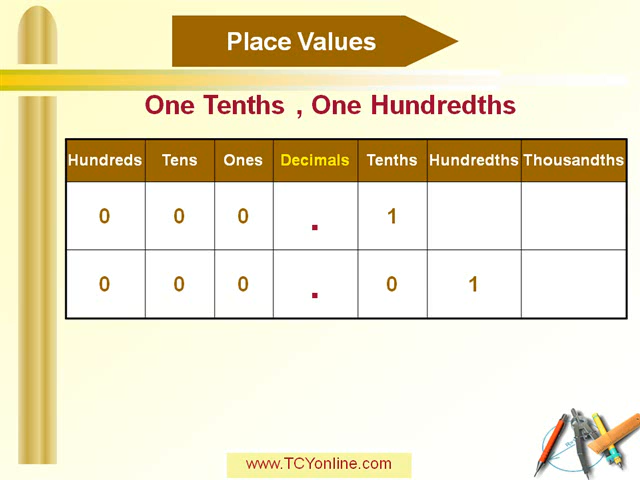 Place Values
One Tenths , One Hundredths
Hundreds Tens Ones Decimals Tenths Hundredths Thousandths
0 0 0 . 1
0 0 0 . 0 1
www.TCYonline.com